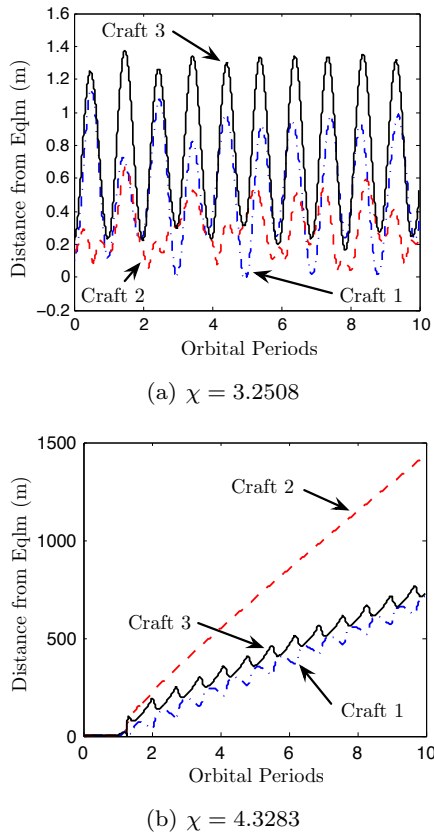 1.6
1.4
1.2
1
0.8
0.6
0.4
0.2
0
−0.2
Distance from Eqlm (m)
Craft 3
Craft 2
Craft 1
0 2 4 6 8 10
Orbital Periods
(a) χ = 3.2508
1500
1000
500
0
Distance from Eqlm (m)
Craft 2
Craft 3
Craft 1
0 2 4 6 8 10
Orbital Periods
(b) χ = 4.3283